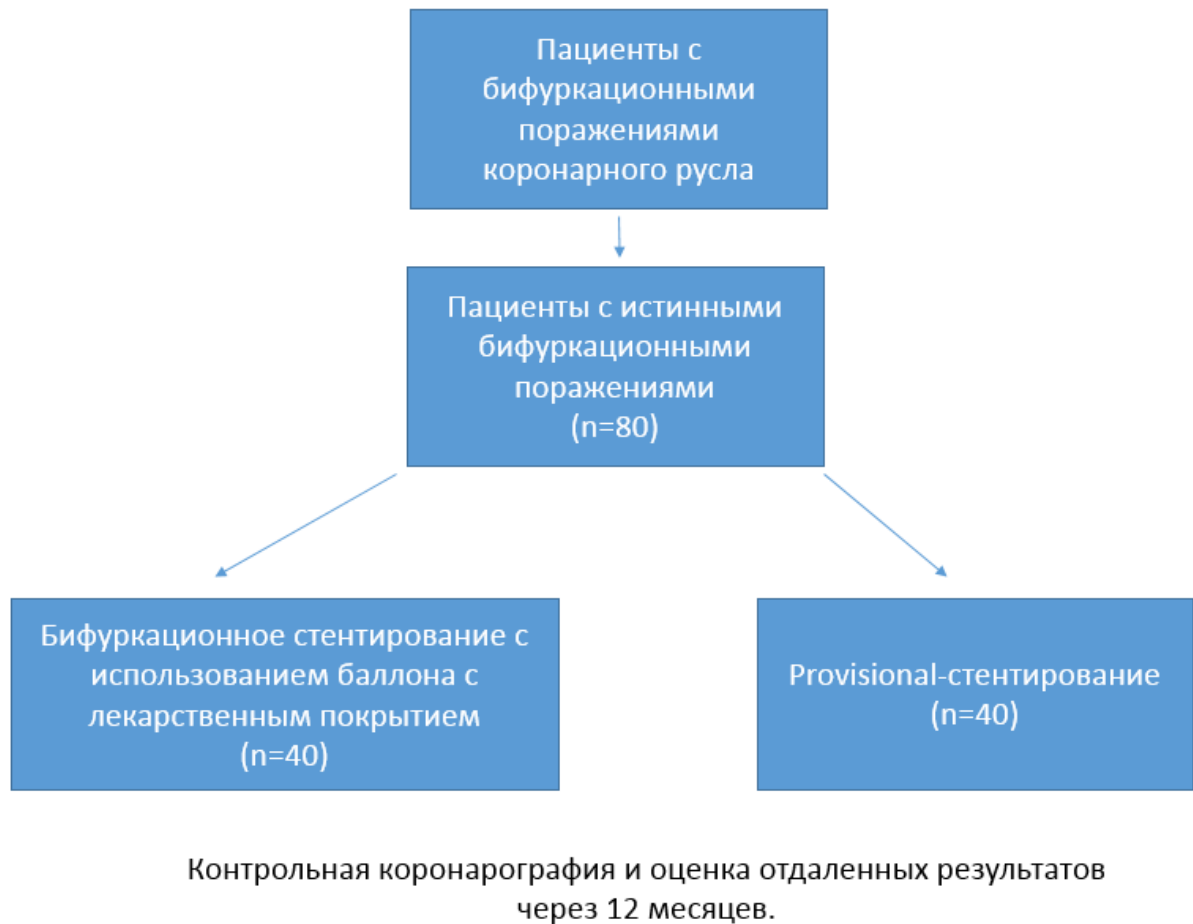 Пациенты с
бифуркационными
поражениями
коронарного русла
Пациенты с истинными
бифуркационными
поражениями
(n=80)
Бифуркационное стентирование с
использованием баллона с
лекарственным покрытием
(n=40)
Provisional-стентирование
(n=40)
Контрольная коронарография и оценка отдаленных результатов
через 12 месяцев.